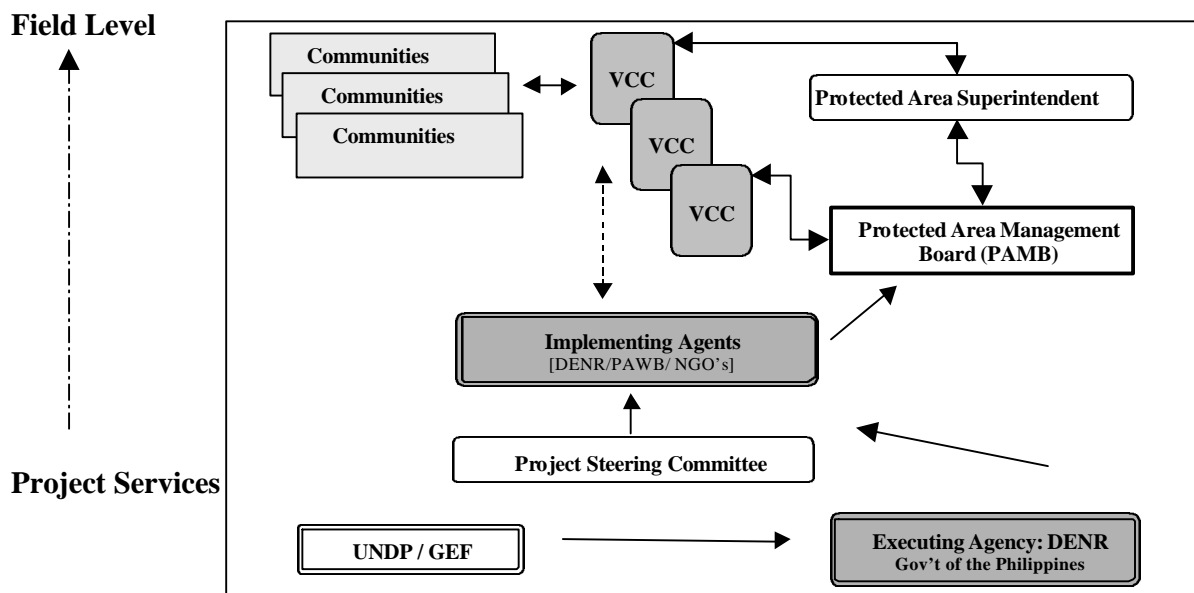 Field Level
Communities
Communities
Communities
VCC
VCC
VCC
Protected Area Superintendent
Protected Area Management
Board (PAMB)
Implementing Agents
[DENR/PAWB/ NGO's]
Project Steering Committee
Project Services
UNDP / GEF
Executing Agency: DENR
Gov't of the Philippines